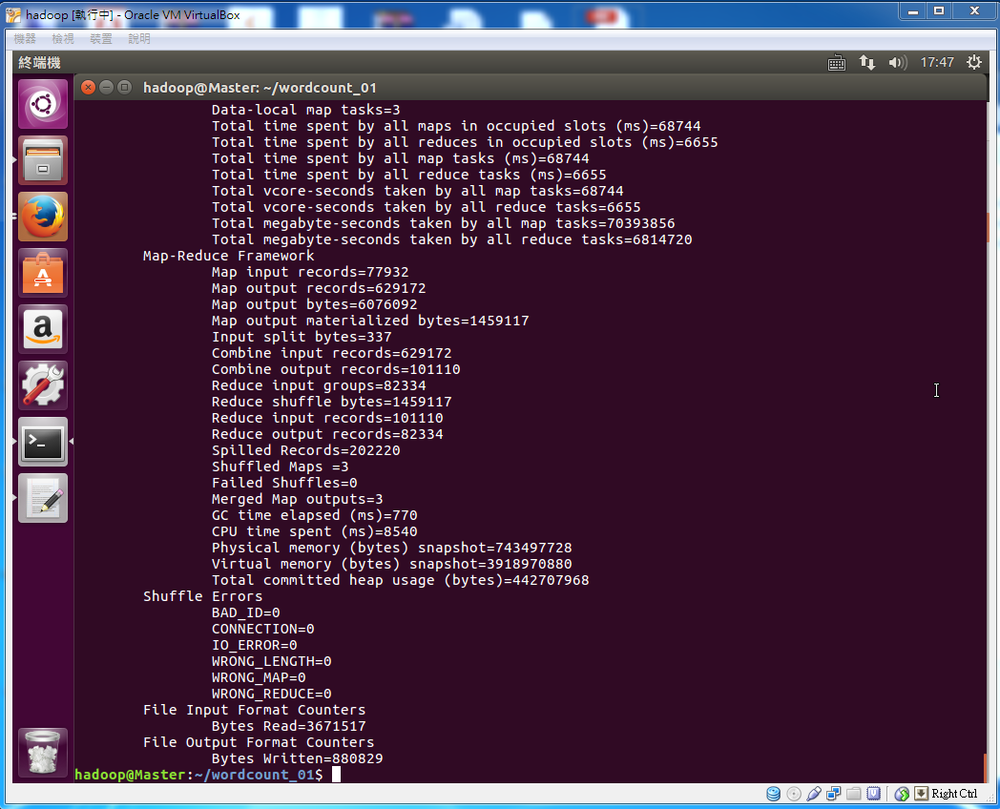 hadoop [執行中] - Oracle VM VirtualBox
機器 檢視 裝置 說明
終端機 17:47
hadoop@Master: ~/wordcount_01
Data-local map tasks=3
Total time spent by all maps in occupied slots (ms)=68744
Total time spent by all reduces in occupied slots (ms)=6655
Total time spent by all map tasks (ms)=68744
Total time spent by all reduce tasks (ms)=6655
Total vcore-seconds taken by all map tasks=68744
Total vcore-seconds taken by all reduce tasks=6655
Total megabyte-seconds taken by all map tasks=70393856
Total megabyte-seconds taken by all reduce tasks=6814720
Map-Reduce Framework
Map input records=77932
Map output records=629172
Map output bytes=6076092
Map output materialized bytes=1459117
Input split bytes=337
Combine input records=629172
Combine output records=101110
Reduce input groups=82334
Reduce shuffle bytes=1459117
Reduce input records=101110
Reduce output records=82334
Spilled Records=202220
Shuffled Maps =3
Failed Shuffles=0
Merged Map outputs=3
GC time elapsed (ms)=770
CPU time spent (ms)=8540
Physical memory (bytes) snapshot=743497728
Virtual memory (bytes) snapshot=3918970880
Total committed heap usage (bytes)=442707968
Shuffle Errors
BAD_ID=0
CONNECTION=0
IO_ERROR=0
WRONG_LENGTH=0
WRONG_MAP=0
WRONG_REDUCE=0
File Input Format Counters
Bytes Read=3671517
File Output Format Counters
Bytes Written=880829
hadoop@Master:~/wordcount_01$
Right Ctrl